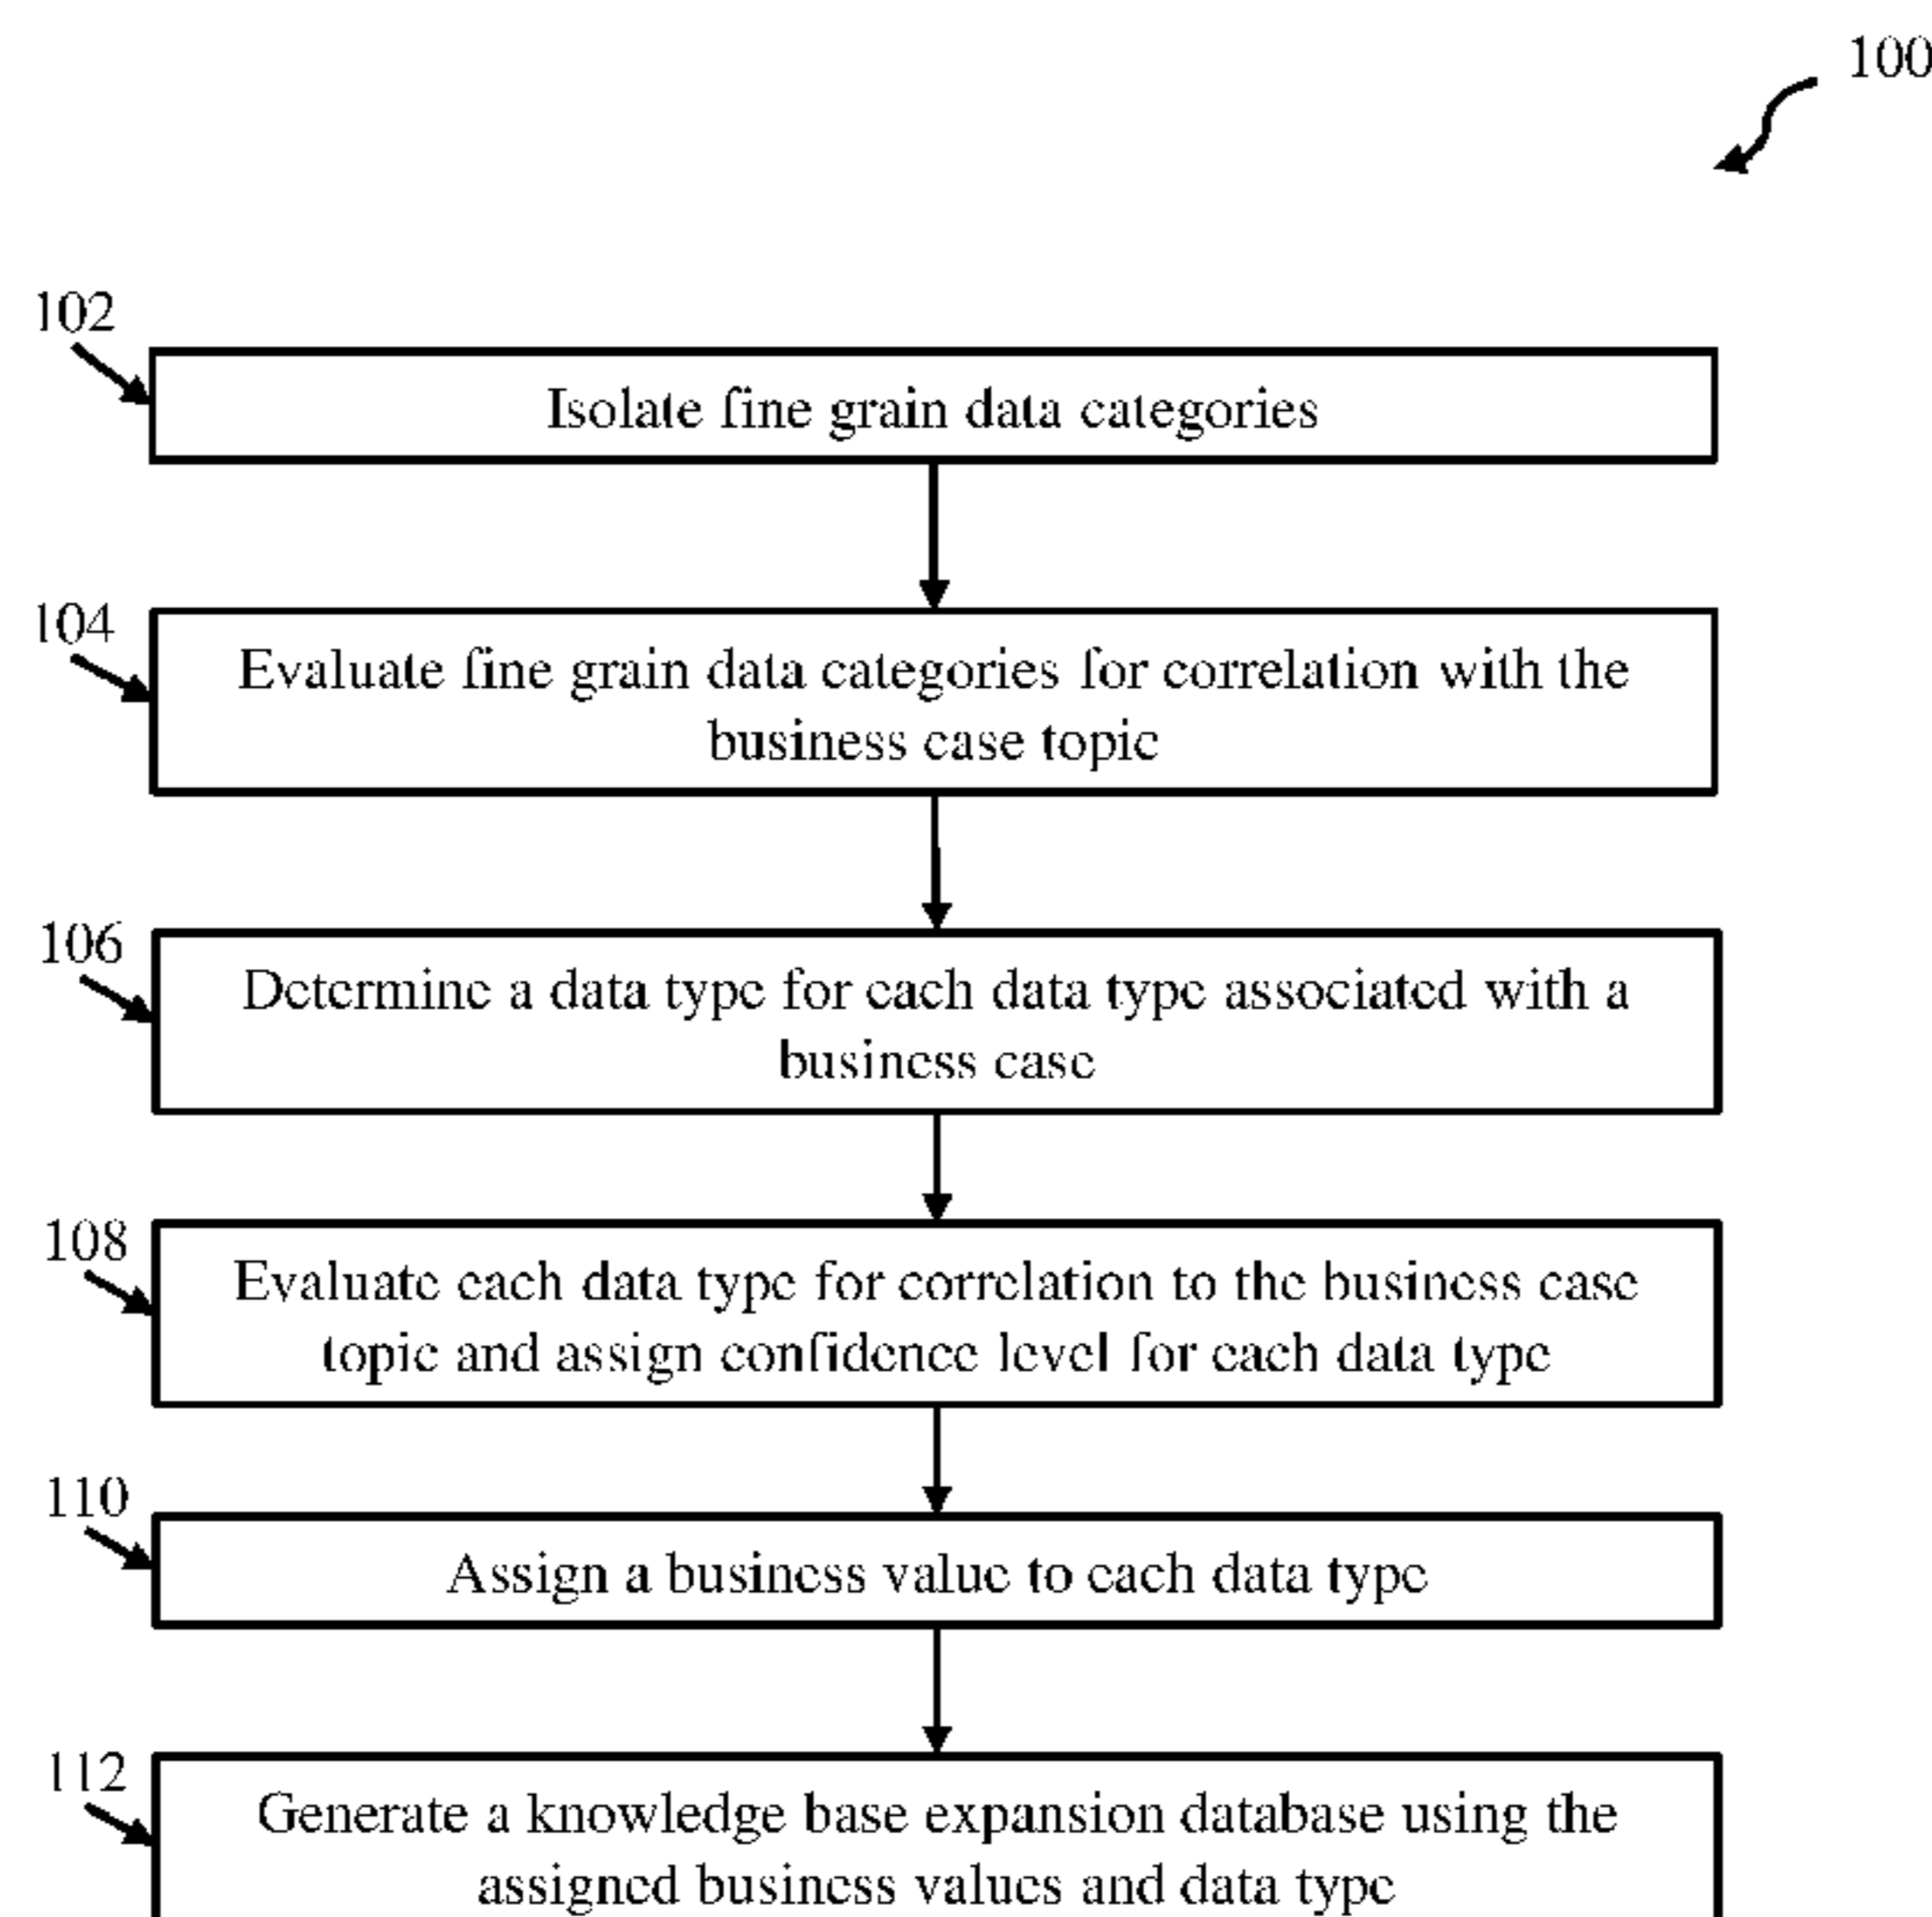 100
102
Isolate fine grain data categories
104
Evaluate fine grain data categories for correlation with the
business case topic
106
Determine a data type for each data type associated with a
business case
108
Evaluate each data type for correlation to the business case
topic and assign confidence level for each data type
110
Assign a business value to each data type
112
Generate a knowledge base expansion database using the
assigned business values and data type